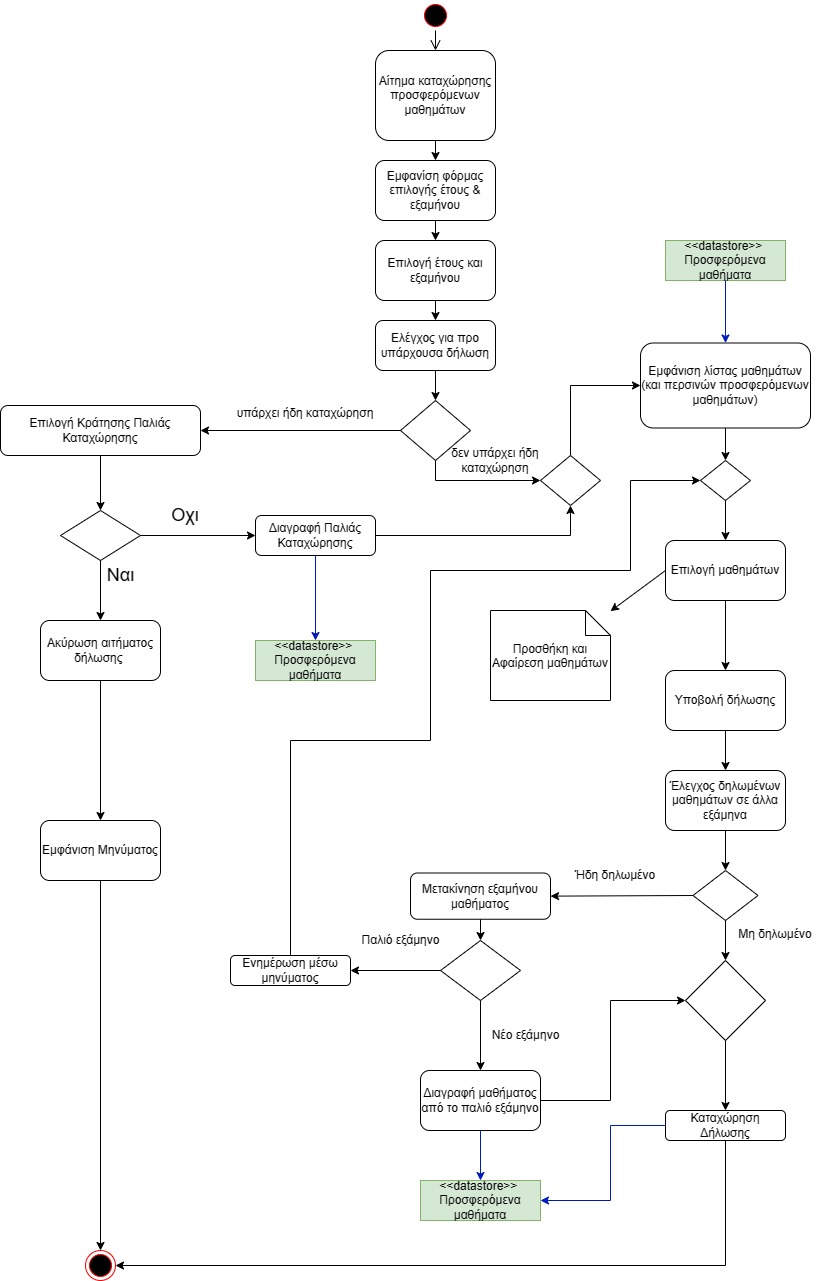 Αίτημα καταχώρησης
προσφερόμενων
μαθημάτων
Εμφανίση φόρμας
επιλογής έτους &
εξαμήνου
Επιλογή έτους και
εξαμήνου
Ελέγχος για προ
υπάρχουσα δήλωση
<<datastore>>
Προσφερόμενα
μαθήματα
Εμφάνιση λίστας μαθημάτων
(και περσινών προσφερόμενων
μαθημάτων)
υπάρχει ήδη καταχώρηση
Επιλογή Κράτησης Παλιάς
Καταχώρησης
δεν υπάρχει ήδη
καταχώρηση
Οχι
Διαγραφή Παλιάς
Καταχώρησης
Ναι
Επιλογή μαθημάτων
Ακύρωση αιτήματος
δήλωσης
<<datastore>>
Προσφερόμενα
μαθήματα
Προσθήκη και
Αφαίρεση μαθημάτων
Υποβολή δήλωσης
Έλεγχος δηλωμένων
μαθημάτων σε άλλα
εξάμηνα
Εμφάνιση Μηνύματος
Ήδη δηλωμένο
Μετακίνηση εξαμήνου
μαθήματος
Μη δηλωμένο
Παλιό εξάμηνο
Ενημέρωση μέσω
μηνύματος
Νέο εξάμηνο
Διαγραφή μαθήματος
από το παλιό εξάμηνο
Καταχώρηση
Δήλωσης
<<datastore>>
Προσφερόμενα
μαθήματα